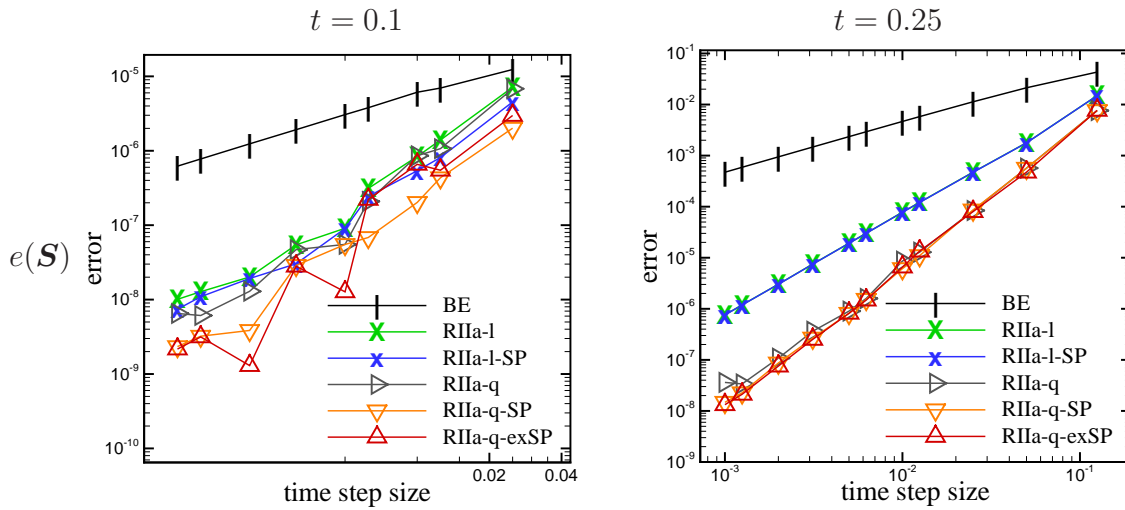 t = 0.1
t = 0.25
e(S)
error
10^-5
10^-6
10^-7
10^-8
10^-9
10^-10
BE
RIIa-l
RIIa-l-SP
RIIa-q
RIIa-q-SP
RIIa-q-exSP
0.02 0.04
time step size
error
10^-1
10^-2
10^-3
10^-4
10^-5
10^-6
10^-7
10^-8
10^-9
BE
RIIa-l
RIIa-l-SP
RIIa-q
RIIa-q-SP
RIIa-q-exSP
10^-3 10^-2 10^-1
time step size